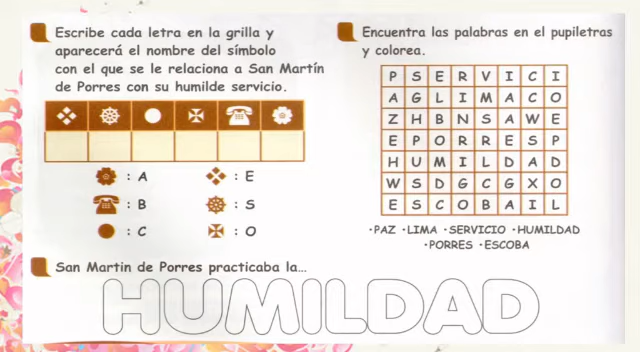 Escribe cada letra en la grilla y
aparecerá el nombre del símbolo
con el que se le relaciona a San Martín
de Porres con su humilde servicio.
: A
: E
: B
: S
: C
: O
Encuentra las palabras en el pupiletras
y colorea.
P S E R V I C I
A G L I M A C O
Z H B N S A W E
E P O R R E S P
H U M I L D A D
W S D G C G X O
E S C O B A I L
•PAZ •LIMA •SERVICIO •HUMILDAD
•PORRES •ESCOBA
San Martin de Porres practicaba la...
HUMILDAD